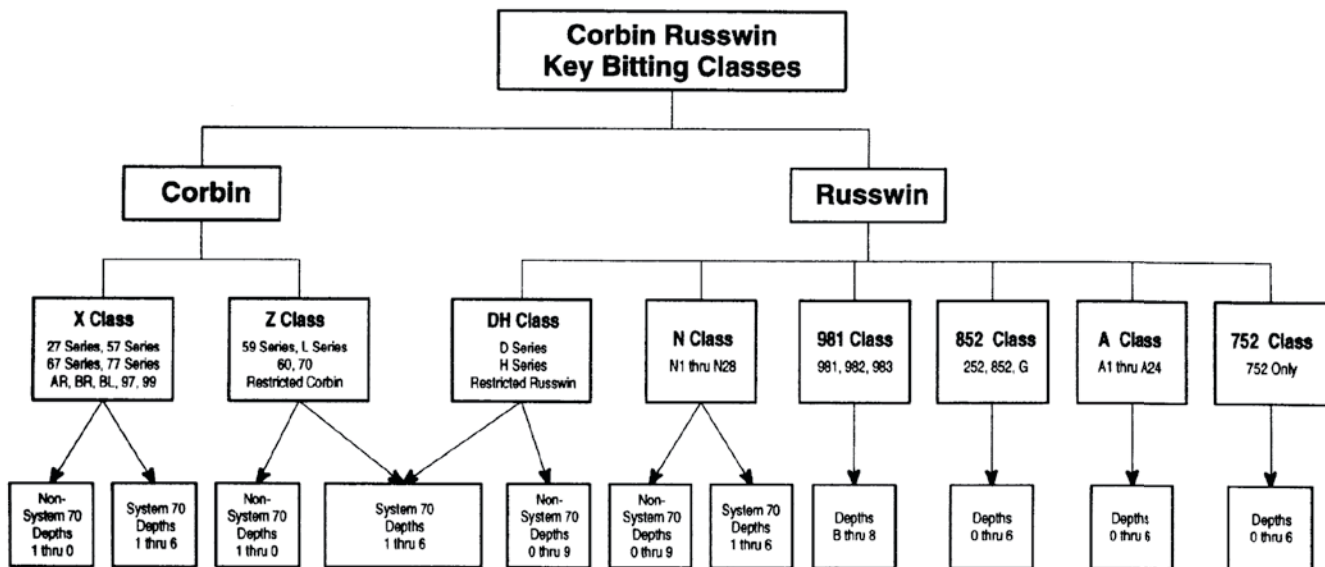 Corbin Russwin
Key Bitting Classes
Corbin
Russwin
X Class
27 Series, 57 Series
67 Series, 77 Series
AR, BR, BL, 97, 99
Z Class
59 Series, L Series
60, 70
Restricted Corbin
DH Class
D Series
H Series
Restricted Russwin
N Class
N1 thru N28
981 Class
981, 982, 983
852 Class
252, 852, G
A Class
A1 thru A24
752 Class
752 Only
Non-
System 70
Depths
1 thru 0
System 70
Depths
1 thru 6
Non-
System 70
Depths
1 thru 0
System 70
Depths
1 thru 6
Non-
System 70
Depths
0 thru 9
Non-
System 70
Depths
0 thru 9
System 70
Depths
1 thru 6
Depths
B thru 8
Depths
0 thru 6
Depths
0 thru 6
Depths
0 thru 6